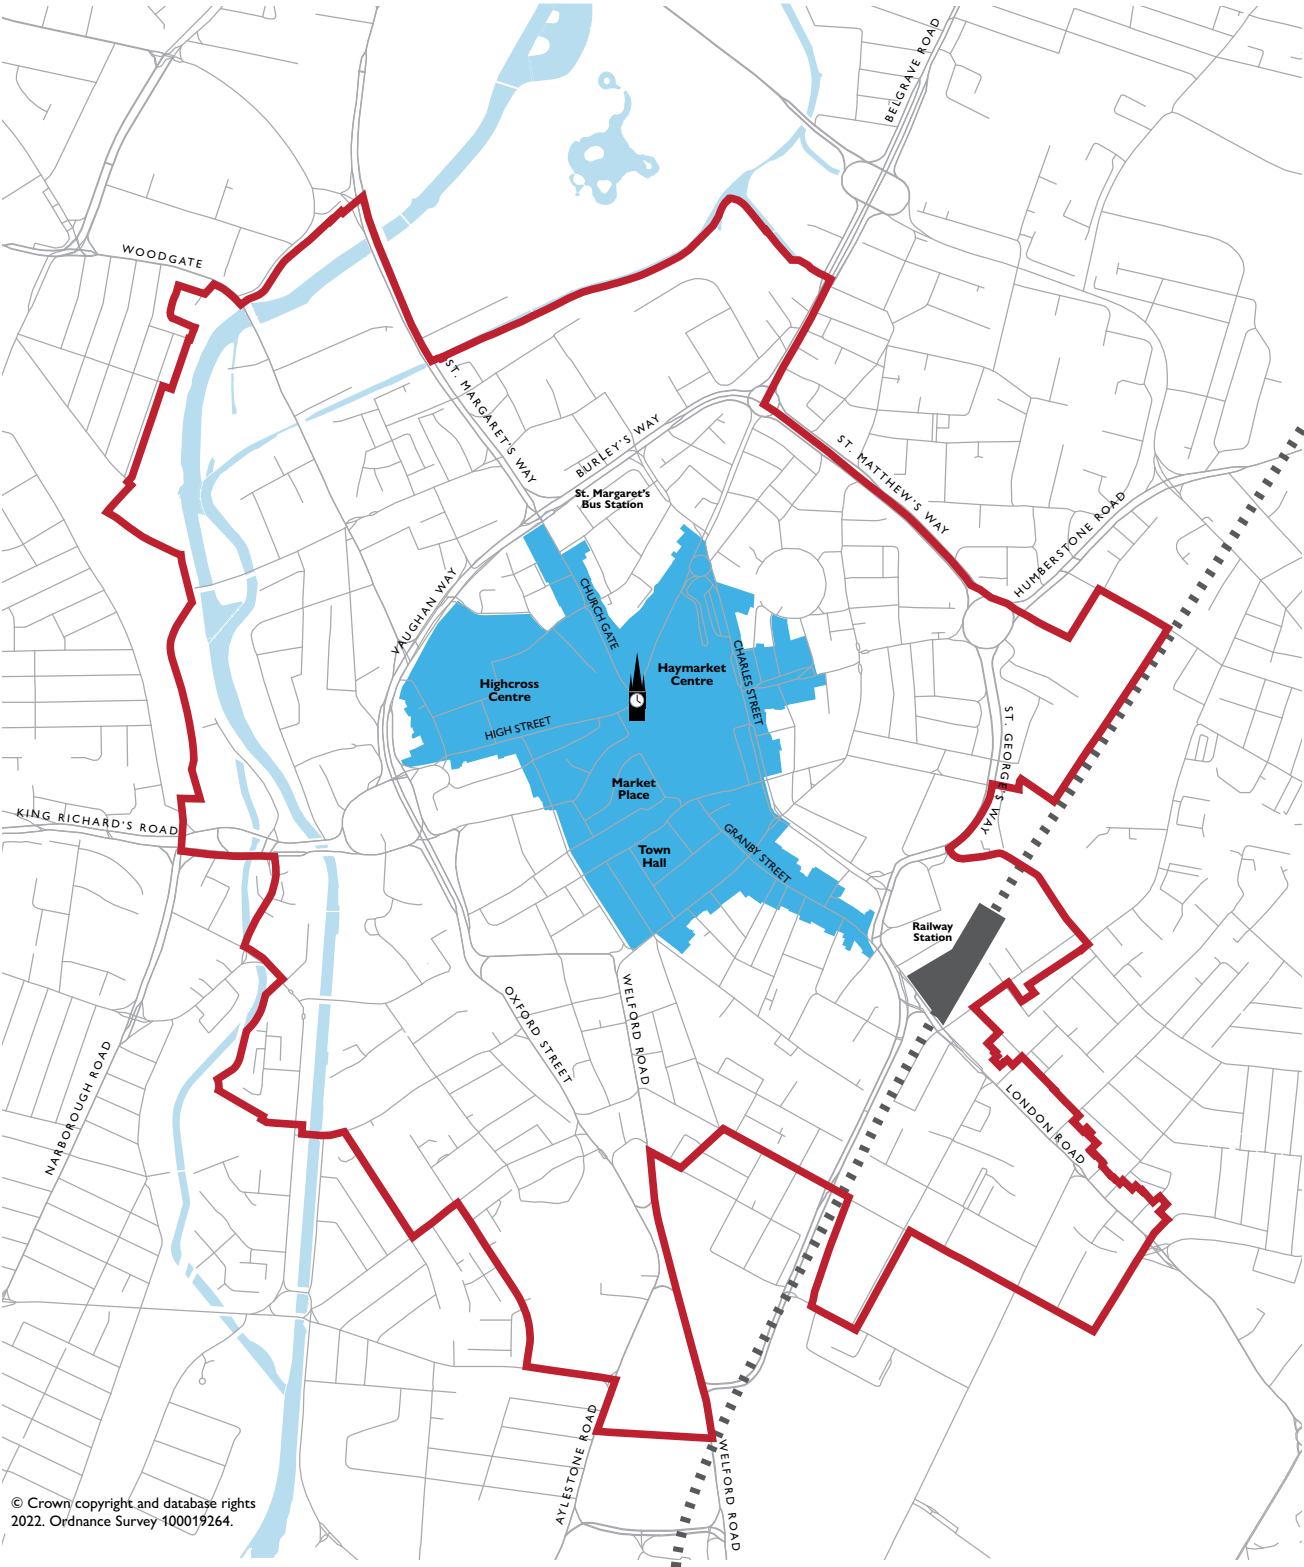 BELGRAVE ROAD
WOODGATE
ST. MARGARET'S WAY
BURLEY'S WAY
ST. MATTHEW'S WAY
St. Margaret's
Bus Station
HUMBERSTONE ROAD
VAUGHAN WAY
CHURCH GATE
CHARLES STREET
Haymarket
Centre
Highcross
Centre
HIGH STREET
ST. GEORGE'S WAY
Market
Place
KING RICHARD'S ROAD
GRANBY STREET
Town
Hall
Railway
Station
OXFORD STREET
WELFORD ROAD
NARBOROUGH ROAD
LONDON ROAD
AYLESTONE ROAD
WELFORD ROAD
© Crown copyright and database rights
2022. Ordnance Survey 100019264.